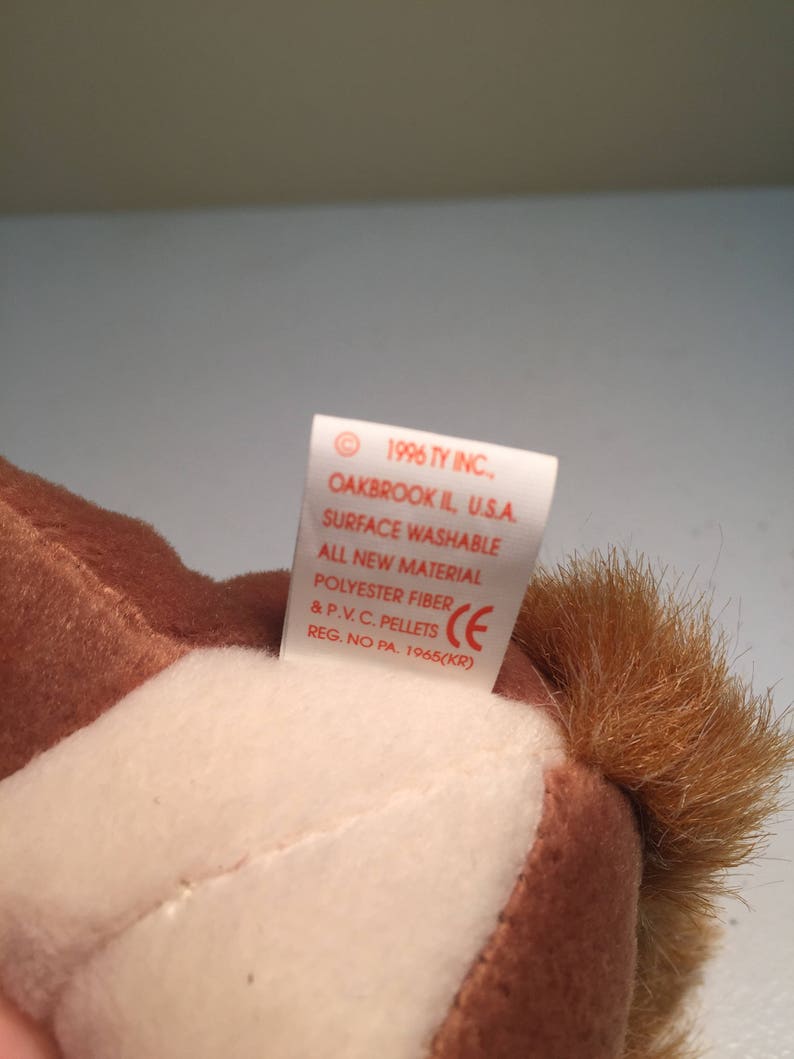 © 1996 TY INC.,
OAKBROOK IL, U.S.A.
SURFACE WASHABLE
ALL NEW MATERIAL
POLYESTER FIBER
& P.V.C. PELLETS CE
REG. NO PA. 1965(KR)